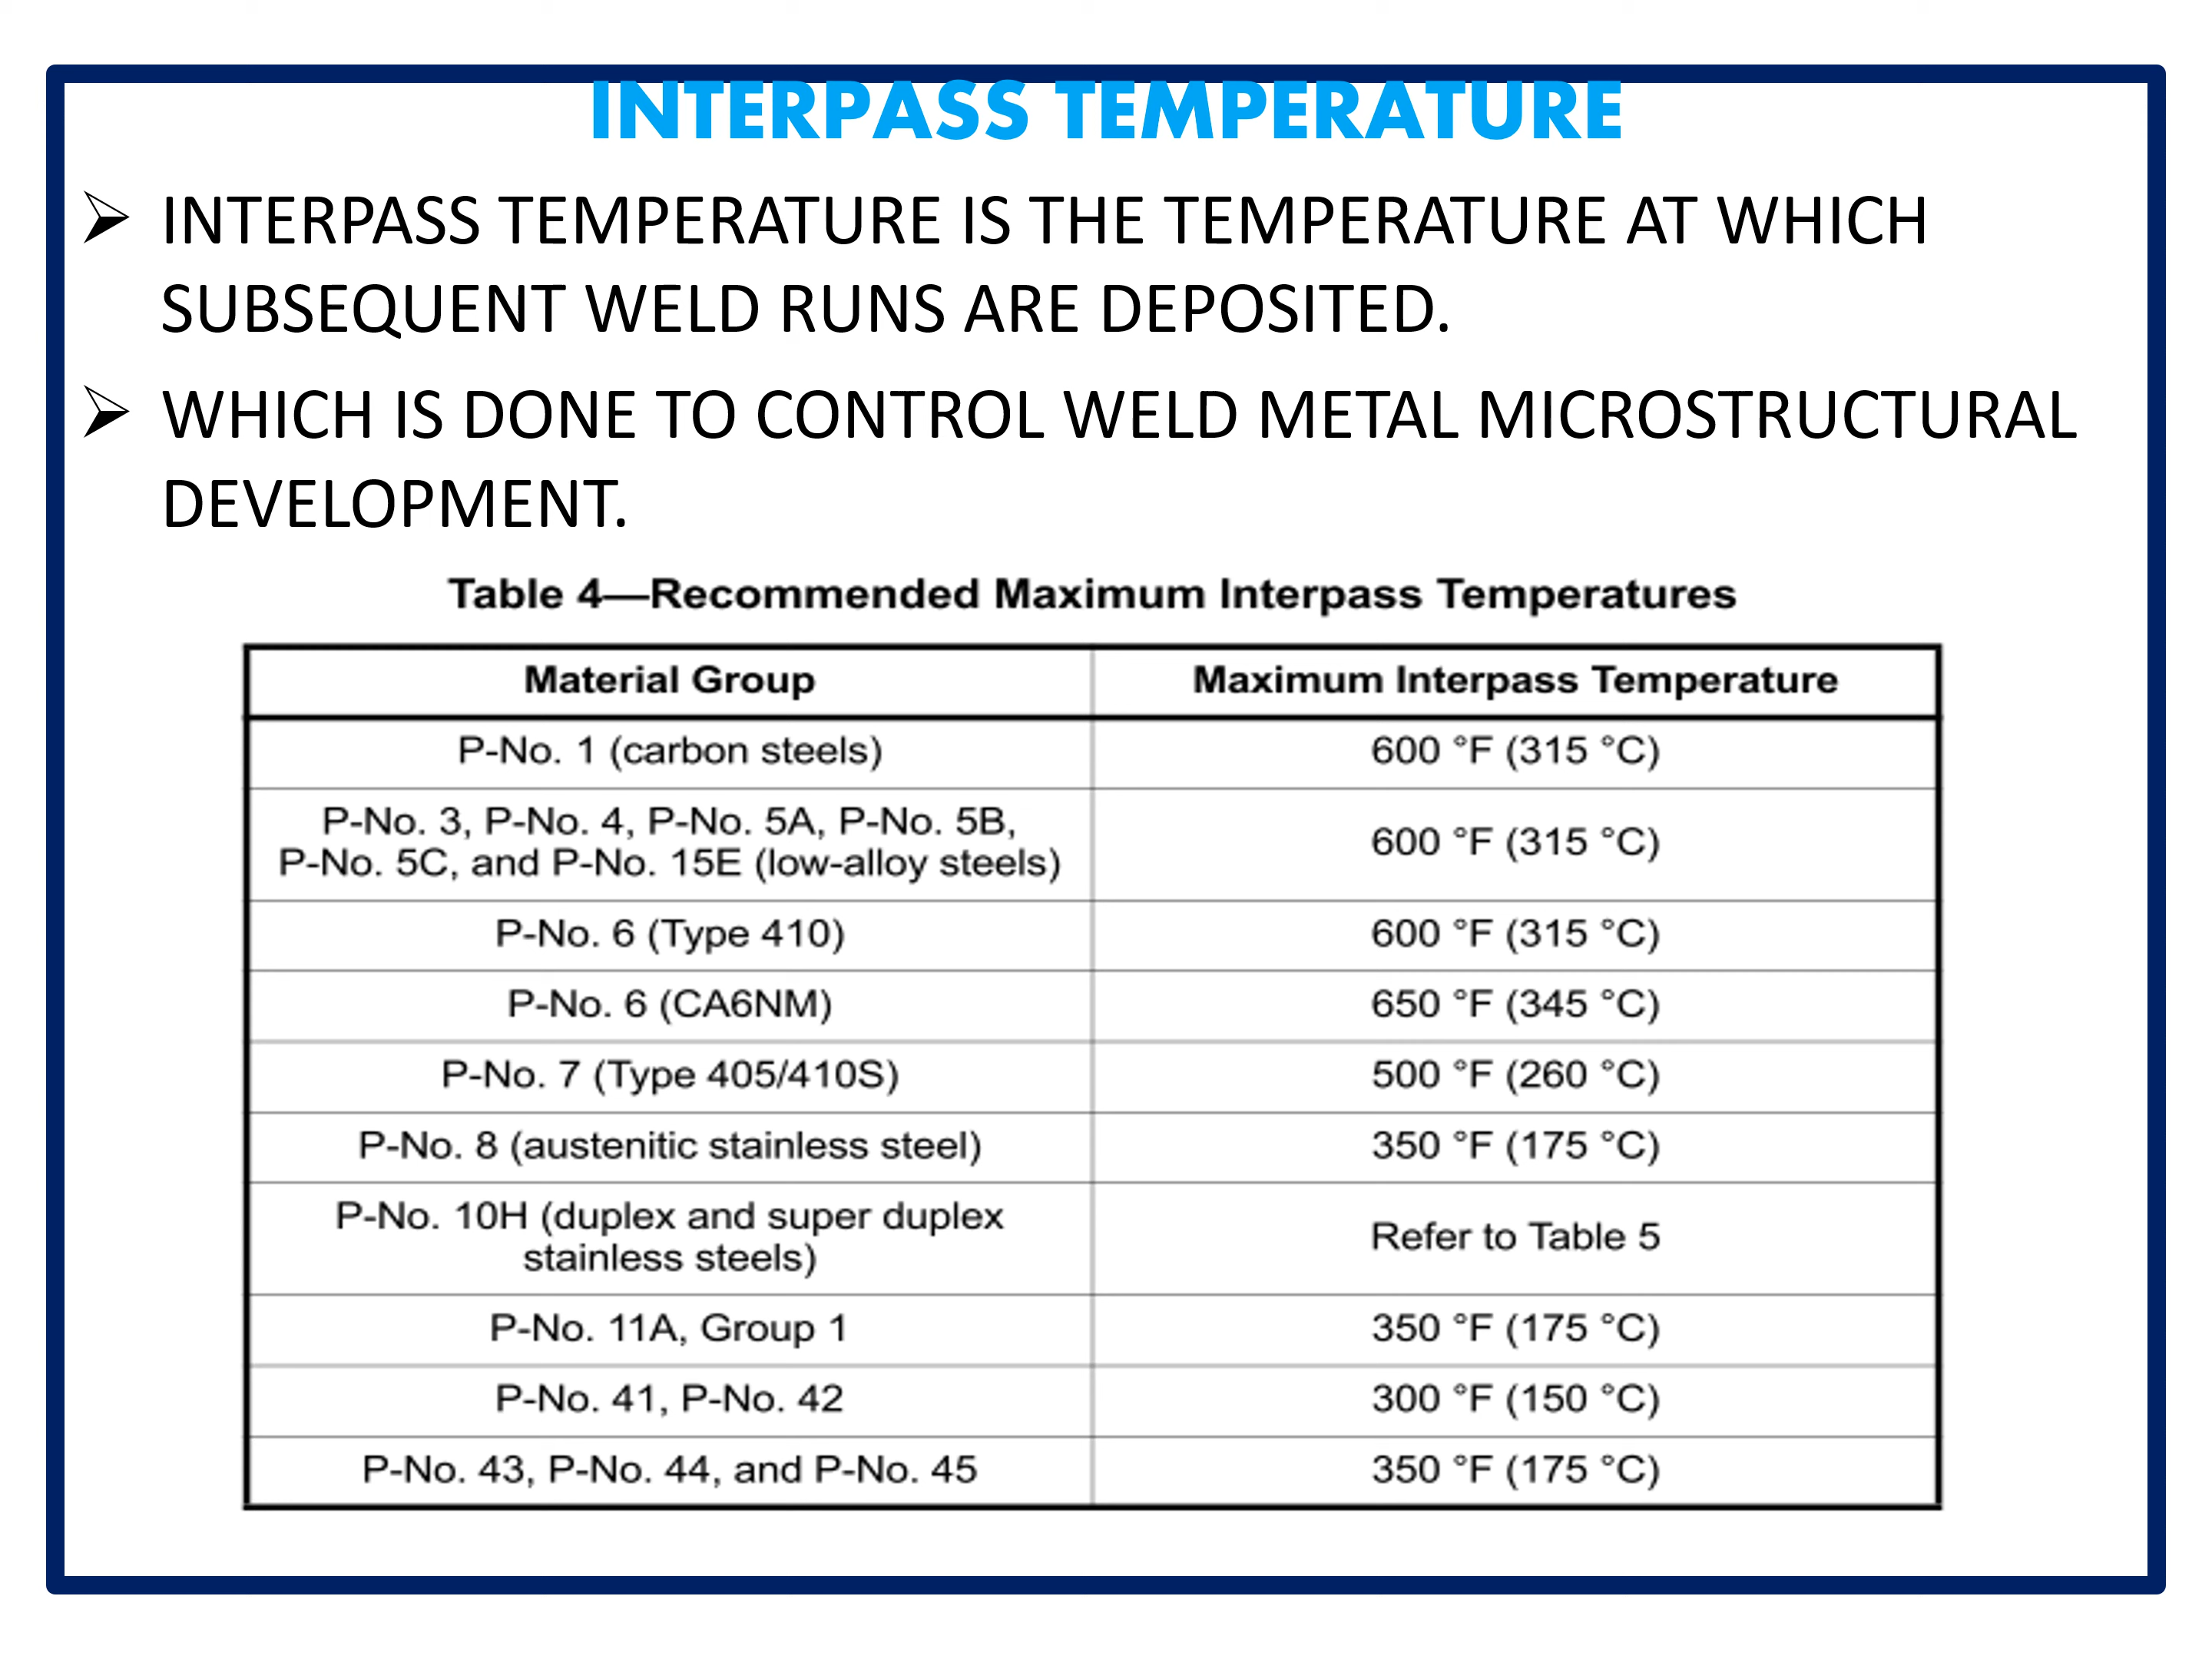 INTERPASS TEMPERATURE
INTERPASS TEMPERATURE IS THE TEMPERATURE AT WHICH
SUBSEQUENT WELD RUNS ARE DEPOSITED.
WHICH IS DONE TO CONTROL WELD METAL MICROSTRUCTURAL
DEVELOPMENT.
Table 4—Recommended Maximum Interpass Temperatures
Material Group Maximum Interpass Temperature
P-No. 1 (carbon steels) 600 °F (315 °C)
P-No. 3, P-No. 4, P-No. 5A, P-No. 5B,
P-No. 5C, and P-No. 15E (low-alloy steels) 600 °F (315 °C)
P-No. 6 (Type 410) 600 °F (315 °C)
P-No. 6 (CA6NM) 650 °F (345 °C)
P-No. 7 (Type 405/410S) 500 °F (260 °C)
P-No. 8 (austenitic stainless steel) 350 °F (175 °C)
P-No. 10H (duplex and super duplex
stainless steels) Refer to Table 5
P-No. 11A, Group 1 350 °F (175 °C)
P-No. 41, P-No. 42 300 °F (150 °C)
P-No. 43, P-No. 44, and P-No. 45 350 °F (175 °C)